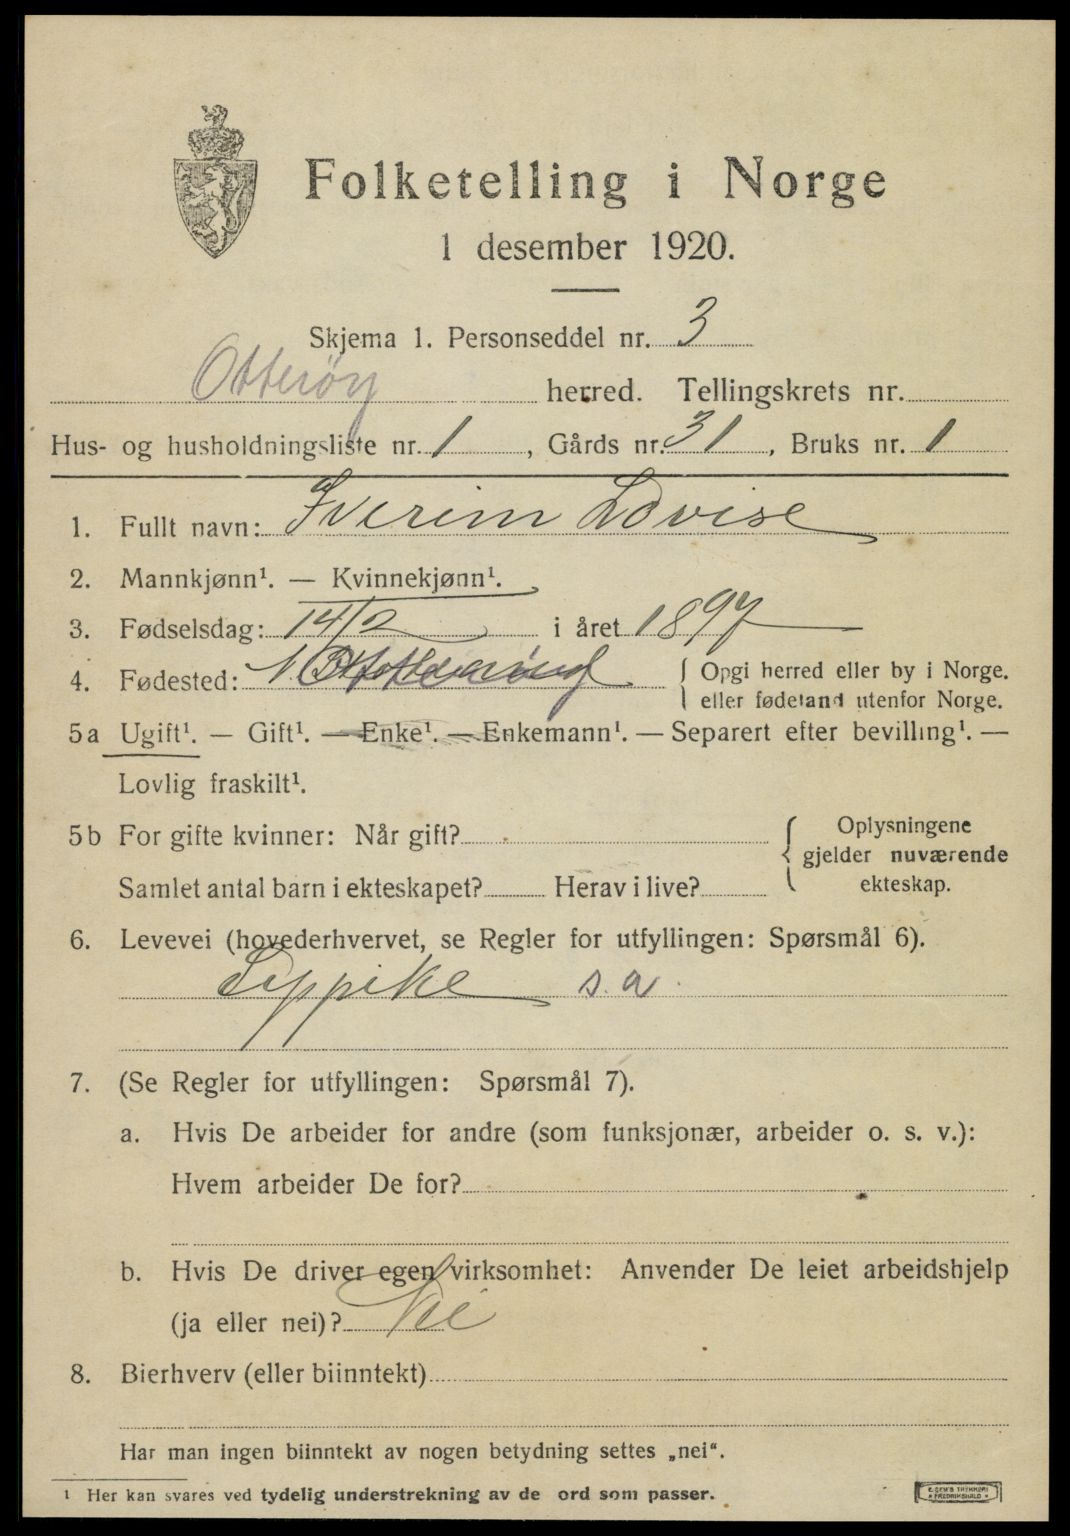 Folketelling i Norge
1 desember 1920.
Skjema 1. Personseddel nr. 3
Otterøy herred. Tellingskrets nr.
Hus- og husholdningsliste nr. 1, Gårds nr. 31, Bruks nr. 1
1. Fullt navn: Iverim Lovise
2. Mannkjønn¹. — Kvinnekjønn¹.
3. Fødselsdag: 14/2 i året 1897
4. Fødested: { Opgi herred eller by i Norge.
eller fødeland utenfor Norge.
5a Ugift¹. — Gift¹. — Enke¹. — Enkemann¹. — Separert efter bevilling¹. —
Lovlig fraskilt¹.
5b For gifte kvinner: Når gift? { Oplysningene
gjelder nuværende
Samlet antal barn i ekteskapet? Herav i live? ekteskap.
6. Levevei (hovederhvervet, se Regler for utfyllingen: Spørsmål 6).
Syppike s. a.
7. (Se Regler for utfyllingen: Spørsmål 7).
a. Hvis De arbeider for andre (som funksjonær, arbeider o. s. v.):
Hvem arbeider De for?
b. Hvis De driver egen virksomhet: Anvender De leiet arbeidshjelp
(ja eller nei)? Nei
8. Bierhverv (eller biinntekt)
Har man ingen biinntekt av nogen betydning settes „nei“.
¹ Her kan svares ved tydelig understrekning av de ord som passer.